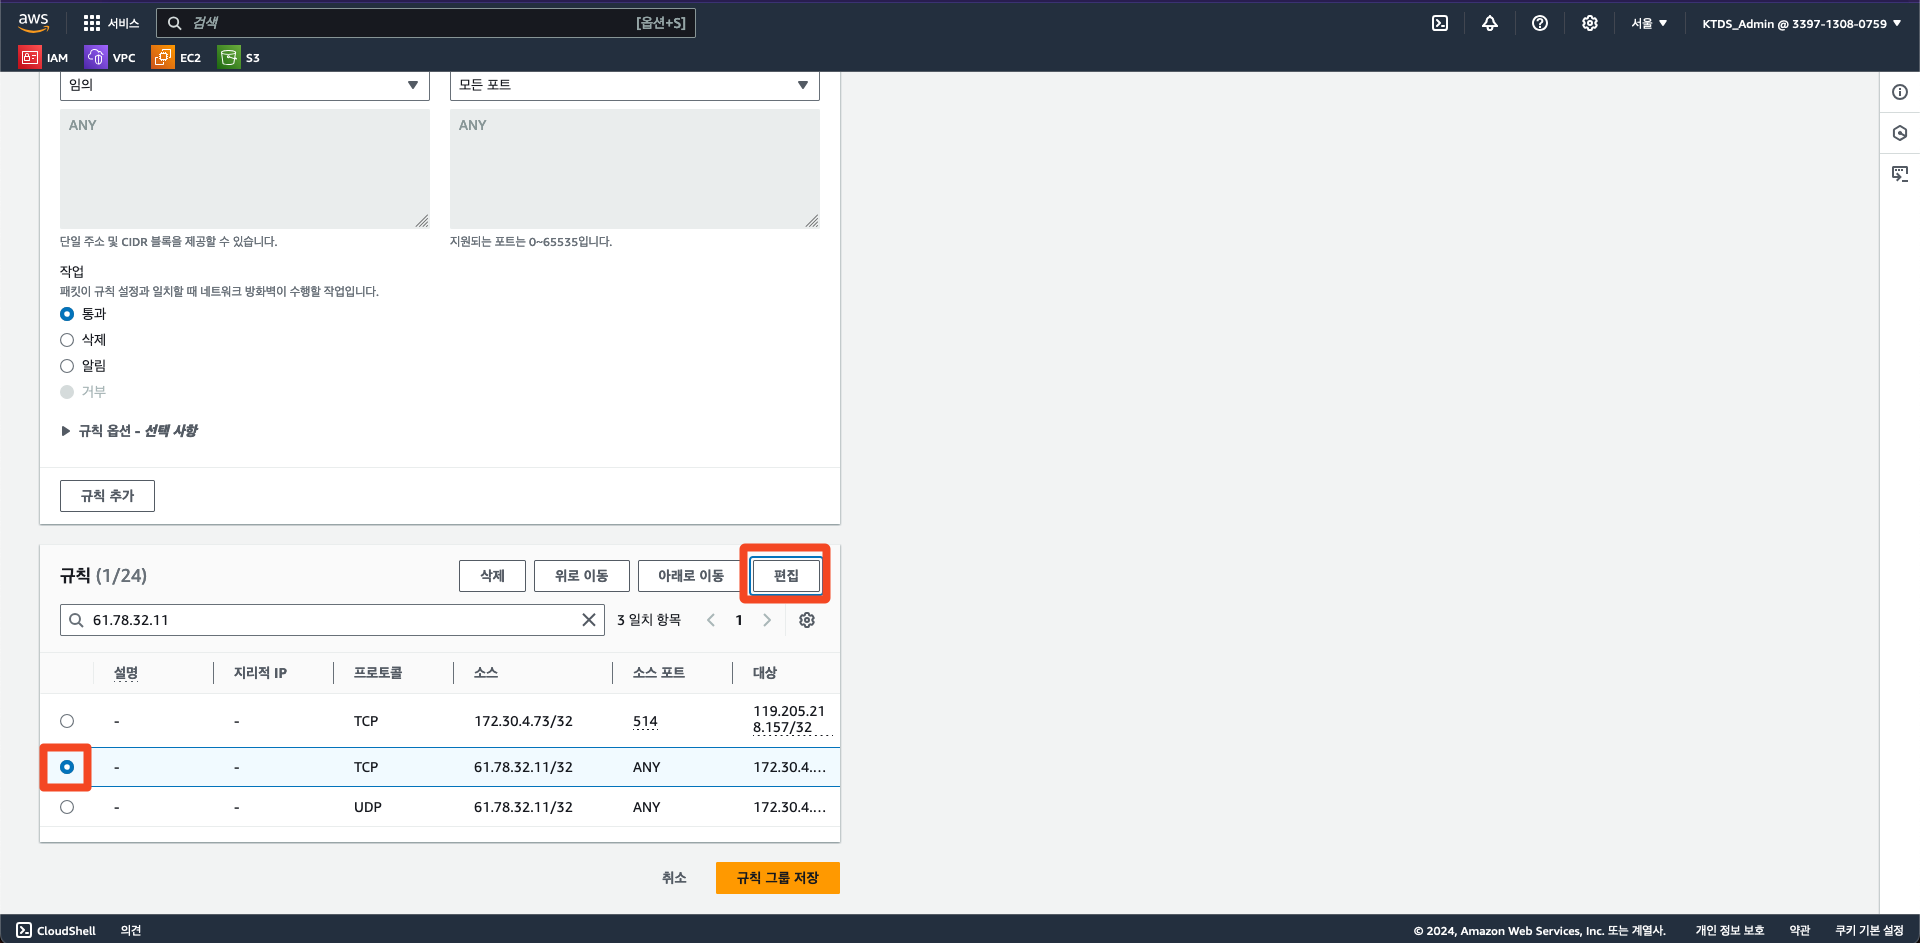 aws
서비스
검색
[옵션+S]
서울
KTDS_Admin @ 3397-1308-0759
IAM
VPC
EC2
S3
임의
모든 포트
ANY
ANY
단일 주소 및 CIDR 블록을 제공할 수 있습니다.
지원되는 포트는 0~65535입니다.
작업
패킷이 규칙 설정과 일치할 때 네트워크 방화벽이 수행할 작업입니다.
통과
삭제
알림
거부
규칙 옵션 - 선택 사항
규칙 추가
규칙 (1/24)
삭제
위로 이동
아래로 이동
편집
61.78.32.11
3 일치 항목
1
설명
지리적 IP
프로토콜
소스
소스 포트
대상
- - TCP 172.30.4.73/32 514 119.205.21
8.157/32
- - TCP 61.78.32.11/32 ANY 172.30.4....
- - UDP 61.78.32.11/32 ANY 172.30.4....
취소
규칙 그룹 저장
CloudShell
의견
© 2024, Amazon Web Services, Inc. 또는 계열사.
개인 정보 보호
약관
쿠키 기본 설정